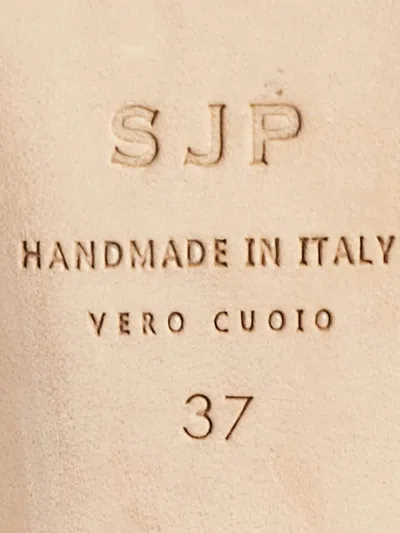 SJP
HANDMADE IN ITALY
VERO CUOIO
37